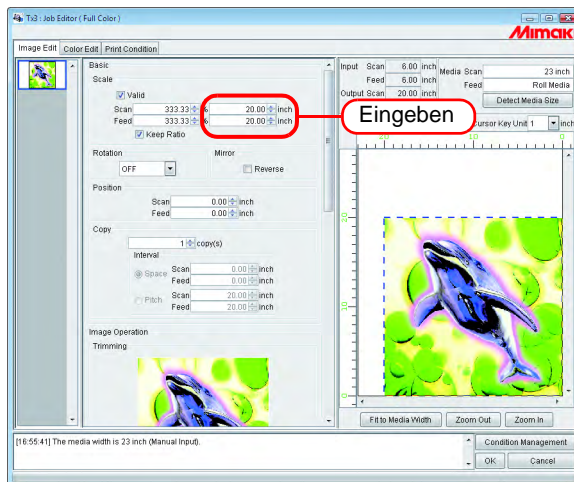 Tx3 : Job Editor ( Full Color )
Mimaki
Image Edit Color Edit Print Condition
Basic
Scale
Valid
Scan 333.33 % 20.00 inch
Feed 333.33 % 20.00 inch
Keep Ratio
Rotation Mirror
OFF Reverse
Position
Scan 0.00 inch
Feed 0.00 inch
Copy
1 copy(s)
Interval
Space Scan 0.00 inch
Feed 0.00 inch
Pitch Scan 20.00 inch
Feed 20.00 inch
Image Operation
Trimming
Input Scan 6.00 inch
Feed 6.00 inch
Output Scan 20.00 inch
Media Scan 23 inch
Feed Roll Media
Detect Media Size
Eingeben
Cursor Key Unit 1 inch
20 10 0
20
10
0
Fit to Media Width Zoom Out Zoom In
[16:55:41] The media width is 23 inch (Manual Input).
Condition Management
OK Cancel